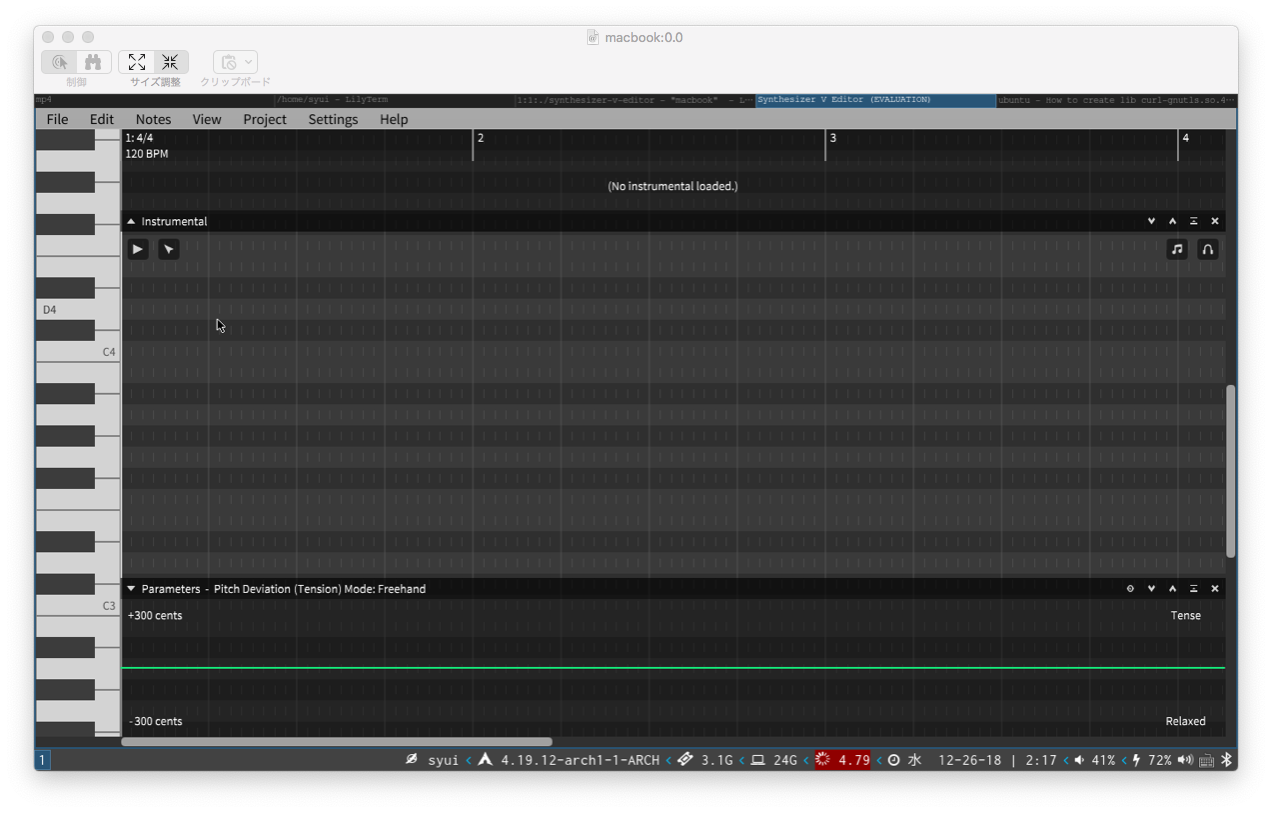 macbook:0.0
制御
サイズ調整
クリップボード
mp4
/home/syui - LilyTerm
1:1:./synthesizer-v-editor - "macbook" - L⋯
Synthesizer V Editor (EVALUATION)
ubuntu - How to create lib curl-gnutls.so.4⋯
File Edit Notes View Project Settings Help
1: 4/4
2
3
4
120 BPM
(No instrumental loaded.)
Instrumental
D4
C4
Parameters - Pitch Deviation (Tension) Mode: Freehand
C3
+300 cents
Tense
-300 cents
Relaxed
1
syui
4.19.12-arch1-1-ARCH
3.1G
24G
4.79
水 12-26-18 | 2:17
41%
72%